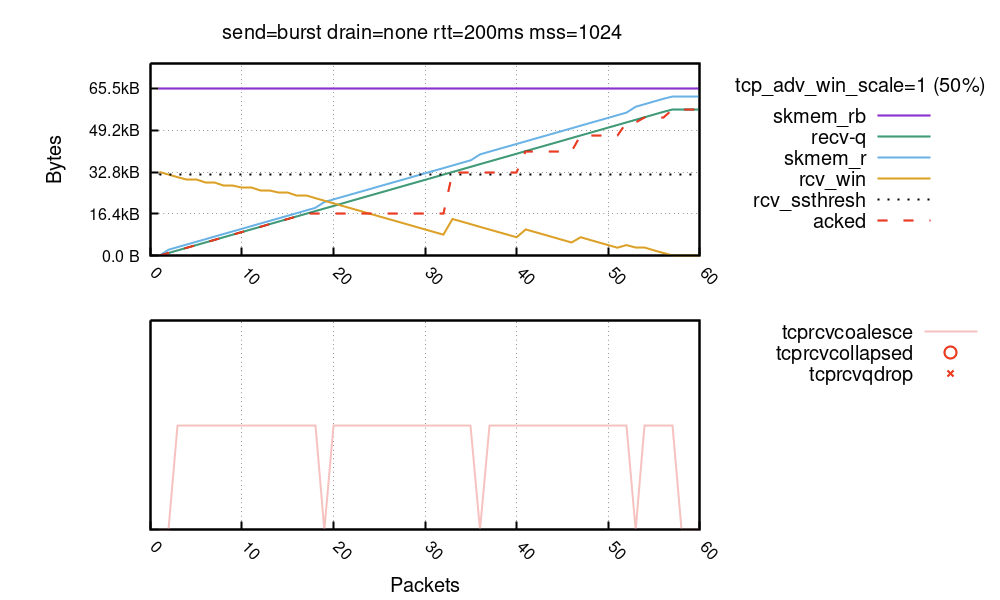 send=burst drain=none rtt=200ms mss=1024
65.5kB
49.2kB
32.8kB
16.4kB
0.0 B
Bytes
0
10
20
30
40
50
60
tcp_adv_win_scale=1 (50%)
skmem_rb
recv-q
skmem_r
rcv_win
rcv_ssthresh
acked
0
10
20
30
40
50
60
Packets
tcprcvcoalesce
tcprcvcollapsed
tcprcvqdrop